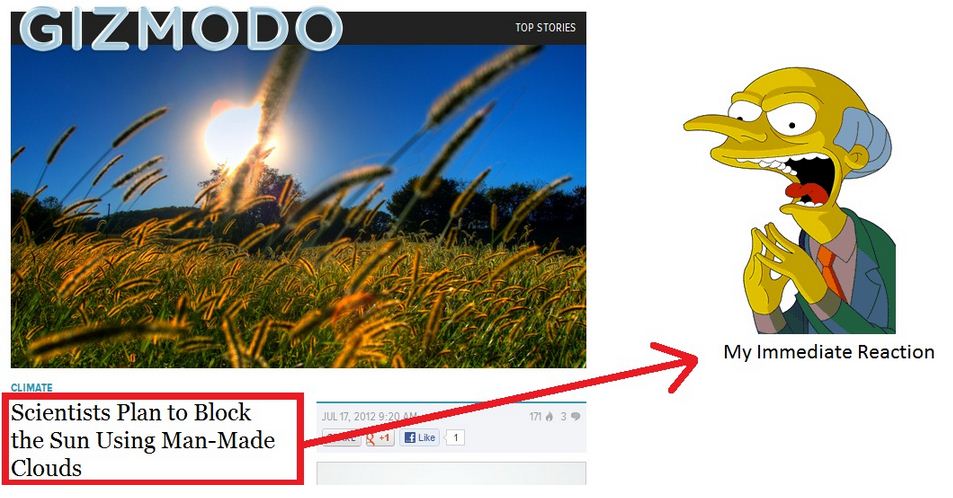 GIZMODO
TOP STORIES
CLIMATE
Scientists Plan to Block
the Sun Using Man-Made
Clouds
JUL 17, 2012 9:20 AM
171 3
+1 Like 1
My Immediate Reaction